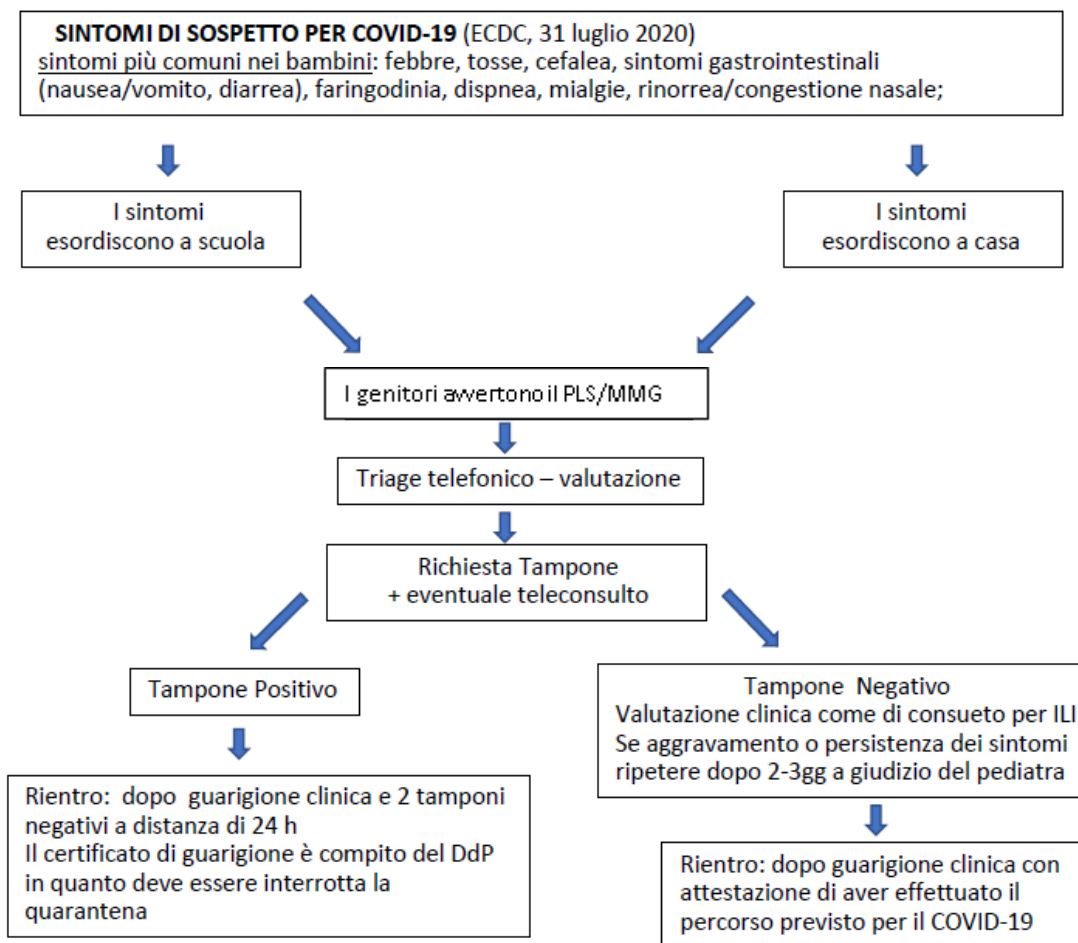 SINTOMI DI SOSPETTO PER COVID-19 (ECDC, 31 luglio 2020)
sintomi più comuni nei bambini: febbre, tosse, cefalea, sintomi gastrointestinali
(nausea/vomito, diarrea), faringodinia, dispnea, mialgie, rinorrea/congestione nasale;
I sintomi
esordiscono a scuola
I sintomi
esordiscono a casa
I genitori avvertono il PLS/MMG
Triage telefonico – valutazione
Richiesta Tampone
+ eventuale teleconsulto
Tampone Positivo
Tampone Negativo
Valutazione clinica come di consueto per ILI
Se aggravamento o persistenza dei sintomi
ripetere dopo 2-3gg a giudizio del pediatra
Rientro: dopo guarigione clinica e 2 tamponi
negativi a distanza di 24 h
Il certificato di guarigione è compito del DdP
in quanto deve essere interrotta la
quarantena
Rientro: dopo guarigione clinica con
attestazione di aver effettuato il
percorso previsto per il COVID-19